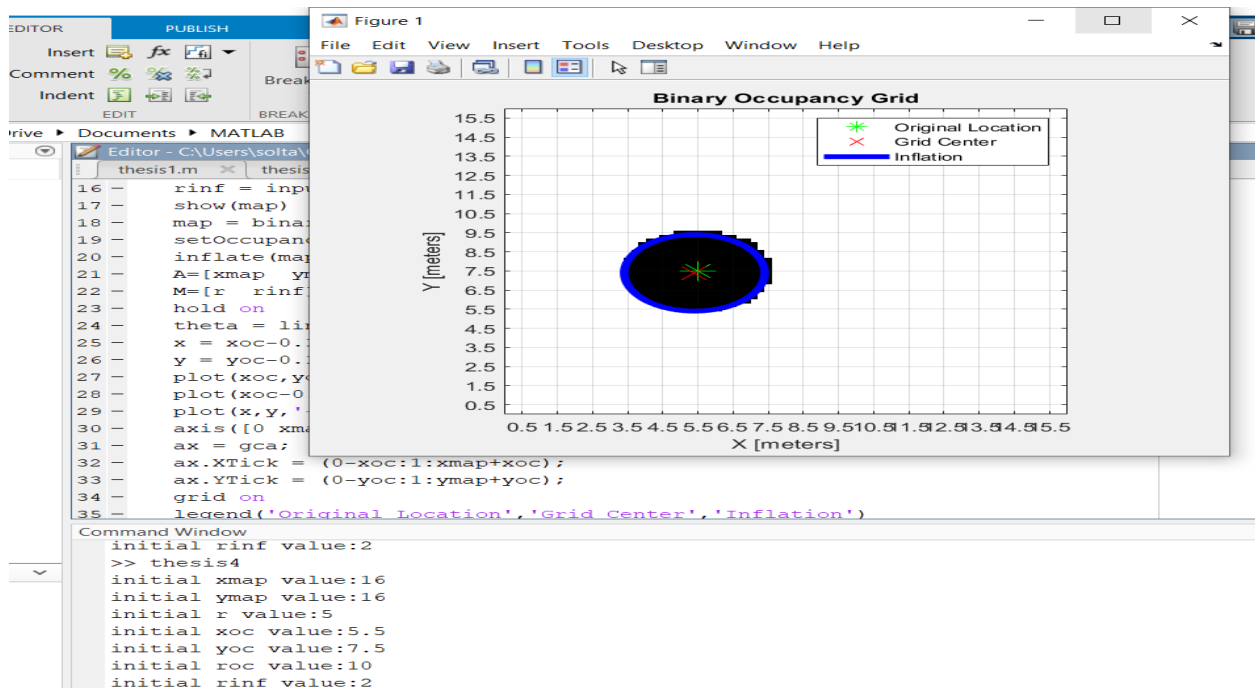 EDITOR PUBLISH
Insert fx fi
Comment %
Indent
EDIT
Break
BREAK
Drive ▸ Documents ▸ MATLAB
Figure 1
File Edit View Insert Tools Desktop Window Help
Binary Occupancy Grid
Original Location
Grid Center
Inflation
Y [meters]
15.5
14.5
13.5
12.5
11.5
10.5
9.5
8.5
7.5
6.5
5.5
4.5
3.5
2.5
1.5
0.5
0.5 1.5 2.5 3.5 4.5 5.5 6.5 7.5 8.5 9.5 10.5 11.5 12.5 13.5 14.5 15.5
X [meters]
Editor - C:\Users\solta\
thesis1.m thesis
16 – rinf = inpu
17 – show(map)
18 – map = binar
19 – setOccupanc
20 – inflate(map
21 – A=[xmap ym
22 – M=[r rinf
23 – hold on
24 – theta = lin
25 – x = xoc-0.
26 – y = yoc-0.
27 – plot(xoc,yo
28 – plot(xoc-0
29 – plot(x,y,'-
30 – axis([0 xma
31 – ax = gca;
32 – ax.XTick = (0-xoc:1:xmap+xoc);
33 – ax.YTick = (0-yoc:1:ymap+yoc);
34 – grid on
35 – legend('Original Location','Grid Center','Inflation')
Command Window
initial rinf value:2
>> thesis4
initial xmap value:16
initial ymap value:16
initial r value:5
initial xoc value:5.5
initial yoc value:7.5
initial roc value:10
initial rinf value:2